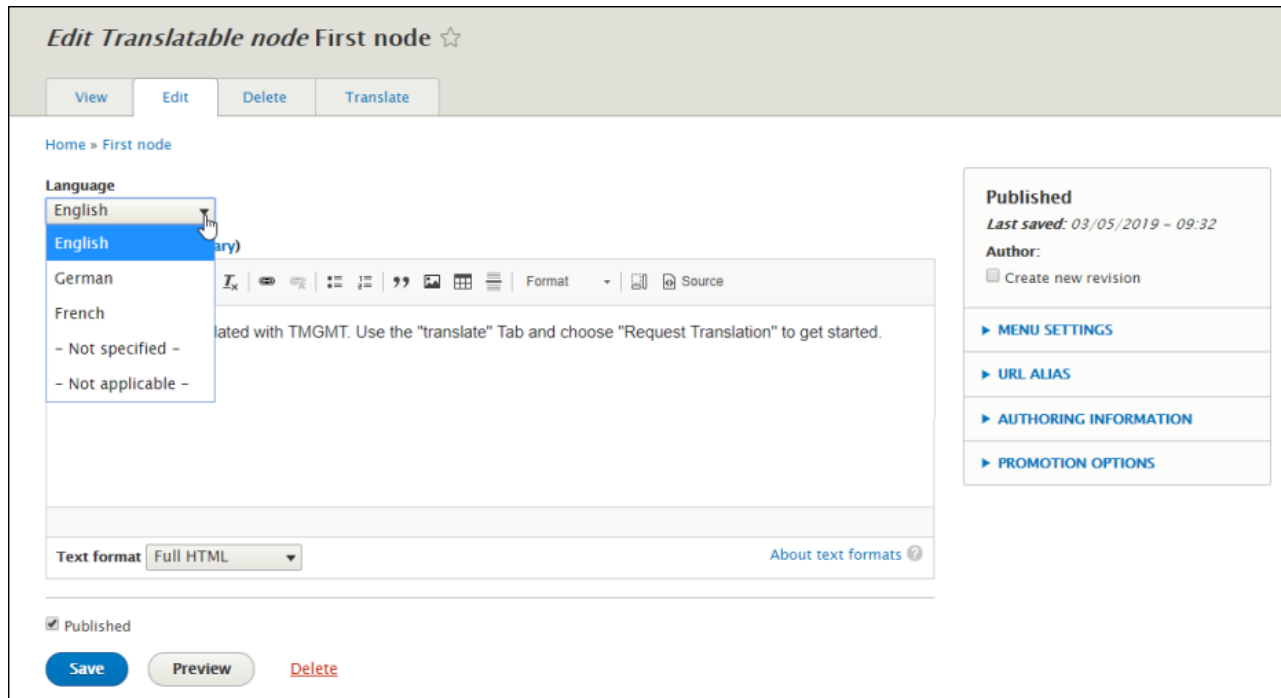 Edit Translatable node First node
View Edit Delete Translate
Home » First node
Language
English
English
German
French
- Not specified -
- Not applicable -
ary)
Format
Source
lated with TMGMT. Use the "translate" Tab and choose "Request Translation" to get started.
Text format Full HTML
About text formats
Published
Save Preview Delete
Published
Last saved: 03/05/2019 - 09:32
Author:
Create new revision
MENU SETTINGS
URL ALIAS
AUTHORING INFORMATION
PROMOTION OPTIONS